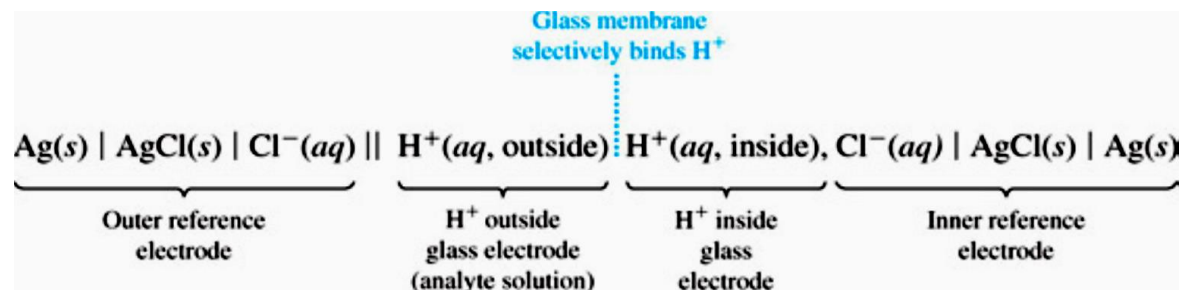 Glass membrane
selectively binds H⁺
Ag(s) | AgCl(s) | Cl⁻(aq) || H⁺(aq, outside) ⋮ H⁺(aq, inside), Cl⁻(aq) | AgCl(s) | Ag(s)
Outer reference
electrode
H⁺ outside
glass electrode
(analyte solution)
H⁺ inside
glass
electrode
Inner reference
electrode